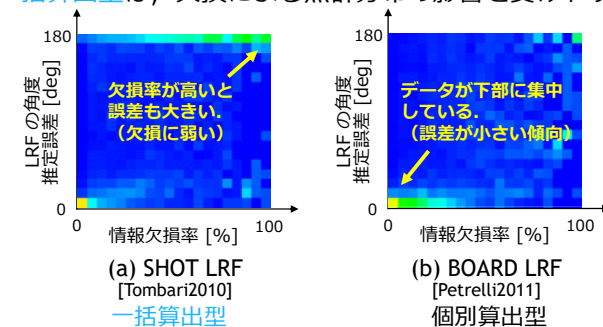 180
欠損率が高いと
誤差も大きい.
(欠損に弱い)
LRF の角度
推定誤差 [deg]
0
0
情報欠損率 [%]
100
(a) SHOT LRF
[Tombari2010]
一括算出型
180
データが下部に集中
している.
(誤差が小さい傾向)
LRF の角度
推定誤差 [deg]
0
0
情報欠損率 [%]
100
(b) BOARD LRF
[Petrelli2011]
個別算出型